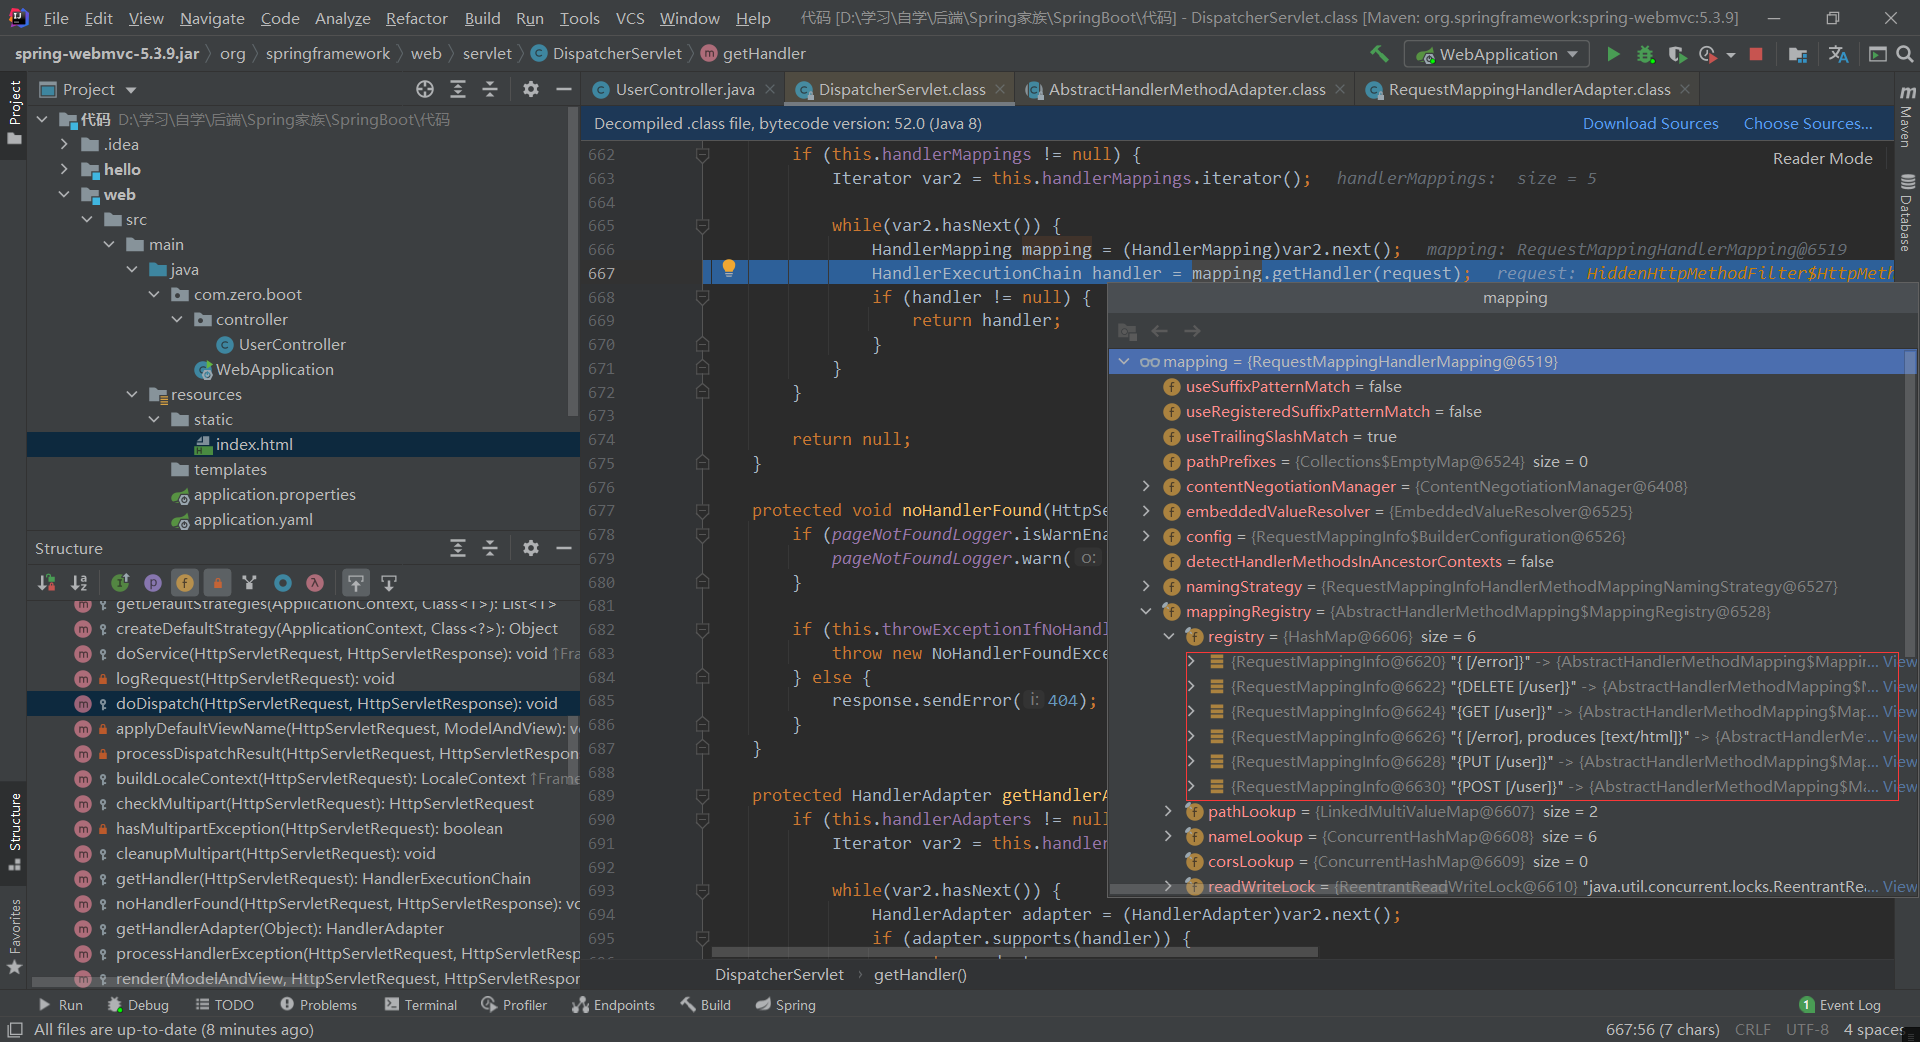 File Edit View Navigate Code Analyze Refactor Build Run Tools VCS Window Help 代码 [D:\学习\自学\后端\Spring家族\SpringBoot\代码] - DispatcherServlet.class [Maven: org.springframework:spring-webmvc:5.3.9]
spring-webmvc-5.3.9.jar org springframework web servlet DispatcherServlet getHandler WebApplication
Project
Project
代码 D:\学习\自学\后端\Spring家族\SpringBoot\代码
.idea
hello
web
src
main
java
com.zero.boot
controller
UserController
WebApplication
resources
static
index.html
templates
application.properties
application.yaml
Structure
getDefaultStrategies(ApplicationContext, Class<T>): List<T>
createDefaultStrategy(ApplicationContext, Class<?>): Object
doService(HttpServletRequest, HttpServletResponse): void ↑Fra
logRequest(HttpServletRequest): void
doDispatch(HttpServletRequest, HttpServletResponse): void
applyDefaultViewName(HttpServletRequest, ModelAndView): v
processDispatchResult(HttpServletRequest, HttpServletRespon
buildLocaleContext(HttpServletRequest): LocaleContext ↑Frame
checkMultipart(HttpServletRequest): HttpServletRequest
hasMultipartException(HttpServletRequest): boolean
cleanupMultipart(HttpServletRequest): void
getHandler(HttpServletRequest): HandlerExecutionChain
noHandlerFound(HttpServletRequest, HttpServletResponse): vo
getHandlerAdapter(Object): HandlerAdapter
processHandlerException(HttpServletRequest, HttpServletRespo
render(ModelAndView, HttpServletRequest, HttpServletRespor
Structure
Favorites
UserController.java DispatcherServlet.class AbstractHandlerMethodAdapter.class RequestMappingHandlerAdapter.class
Decompiled .class file, bytecode version: 52.0 (Java 8) Download Sources Choose Sources...
Reader Mode
662 if (this.handlerMappings != null) {
663 Iterator var2 = this.handlerMappings.iterator(); handlerMappings: size = 5
664
665 while(var2.hasNext()) {
666 HandlerMapping mapping = (HandlerMapping)var2.next(); mapping: RequestMappingHandlerMapping@6519
667 HandlerExecutionChain handler = mapping.getHandler(request); request: HiddenHttpMethodFilter$HttpMeth
668 if (handler != null) {
669 return handler;
670 }
671 }
672 }
673
674 return null;
675 }
676
677 protected void noHandlerFound(HttpSe
678 if (pageNotFoundLogger.isWarnEna
679 pageNotFoundLogger.warn( o:
680 }
681
682 if (this.throwExceptionIfNoHandl
683 throw new NoHandlerFoundExce
684 } else {
685 response.sendError( i: 404);
686 }
687 }
688
689 protected HandlerAdapter getHandlerA
690 if (this.handlerAdapters != null
691 Iterator var2 = this.handler
692
693 while(var2.hasNext()) {
694 HandlerAdapter adapter = (HandlerAdapter)var2.next();
695 if (adapter.supports(handler)) {
mapping
mapping = {RequestMappingHandlerMapping@6519}
useSuffixPatternMatch = false
useRegisteredSuffixPatternMatch = false
useTrailingSlashMatch = true
pathPrefixes = {Collections$EmptyMap@6524} size = 0
contentNegotiationManager = {ContentNegotiationManager@6408}
embeddedValueResolver = {EmbeddedValueResolver@6525}
config = {RequestMappingInfo$BuilderConfiguration@6526}
detectHandlerMethodsInAncestorContexts = false
namingStrategy = {RequestMappingInfoHandlerMethodMappingNamingStrategy@6527}
mappingRegistry = {AbstractHandlerMethodMapping$MappingRegistry@6528}
registry = {HashMap@6606} size = 6
{RequestMappingInfo@6620} "{ [/error]}" -> {AbstractHandlerMethodMapping$Mappin... View
{RequestMappingInfo@6622} "{DELETE [/user]}" -> {AbstractHandlerMethodMapping$M... View
{RequestMappingInfo@6624} "{GET [/user]}" -> {AbstractHandlerMethodMapping$Map... View
{RequestMappingInfo@6626} "{ [/error], produces [text/html]}" -> {AbstractHandlerMe... View
{RequestMappingInfo@6628} "{PUT [/user]}" -> {AbstractHandlerMethodMapping$Map... View
{RequestMappingInfo@6630} "{POST [/user]}" -> {AbstractHandlerMethodMapping$Ma... View
pathLookup = {LinkedMultiValueMap@6607} size = 2
nameLookup = {ConcurrentHashMap@6608} size = 6
corsLookup = {ConcurrentHashMap@6609} size = 0
readWriteLock = {ReentrantReadWriteLock@6610} "java.util.concurrent.locks.ReentrantRea... View
Maven
Database
DispatcherServlet getHandler()
Run Debug TODO Problems Terminal Profiler Endpoints Build Spring 1 Event Log
All files are up-to-date (8 minutes ago) 667:56 (7 chars) CRLF UTF-8 4 spaces